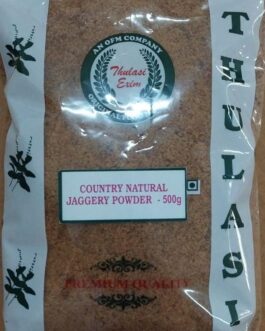 AN OFM COMPANY
Thulasi
Exim
COUNTRY NATURAL
JAGGERY POWDER - 500g
PREMIUM QUALITY
THULASI